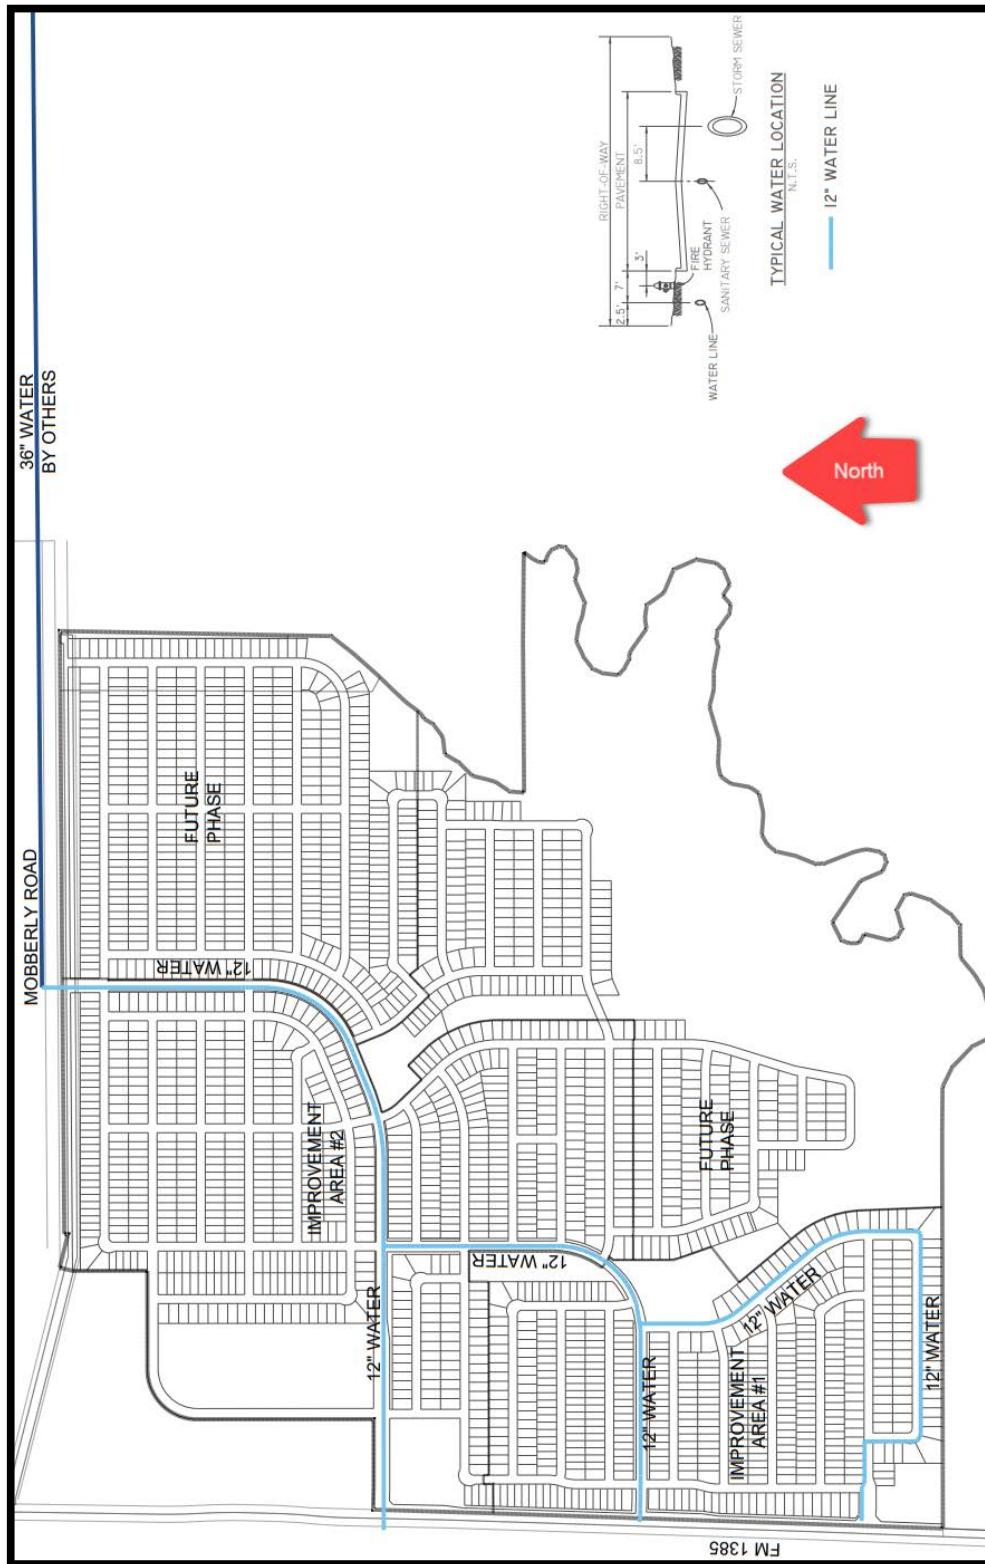 36" WATER
BY OTHERS
MOBBERLY ROAD
RIGHT-OF-WAY
PAVEMENT
8.5'
3'
7'
2.5'
FIRE
HYDRANT
STORM SEWER
SANITARY SEWER
WATER LINE
TYPICAL WATER LOCATION
N.T.S.
12" WATER LINE
North
FUTURE
PHASE
12" WATER
IMPROVEMENT
AREA #2
FUTURE
PHASE
12" WATER
12" WATER
12" WATER
12" WATER
IMPROVEMENT
AREA #1
12" WATER
FM 1385